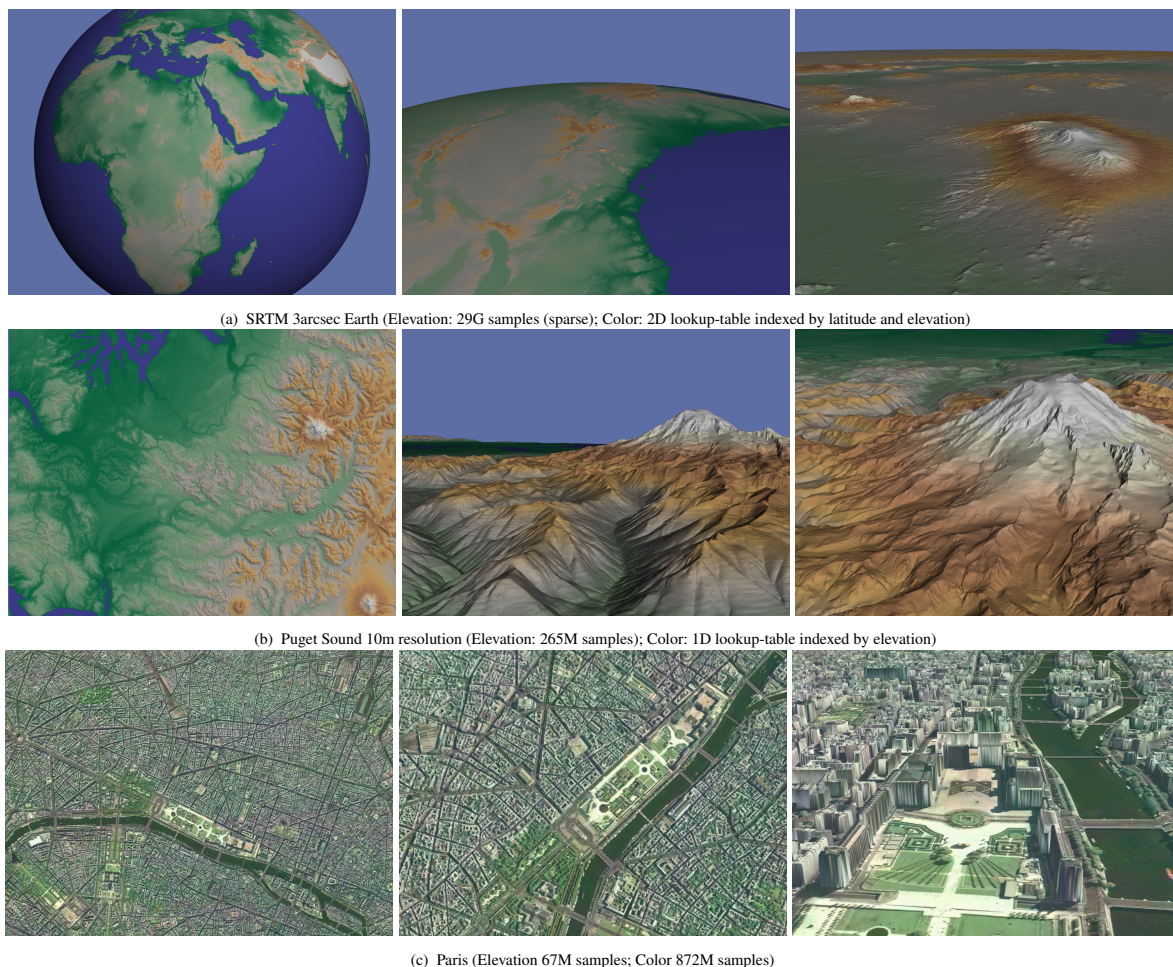 (a) SRTM 3arcsec Earth (Elevation: 29G samples (sparse); Color: 2D lookup-table indexed by latitude and elevation)
(b) Puget Sound 10m resolution (Elevation: 265M samples); Color: 1D lookup-table indexed by elevation)
(c) Paris (Elevation 67M samples; Color 872M samples)